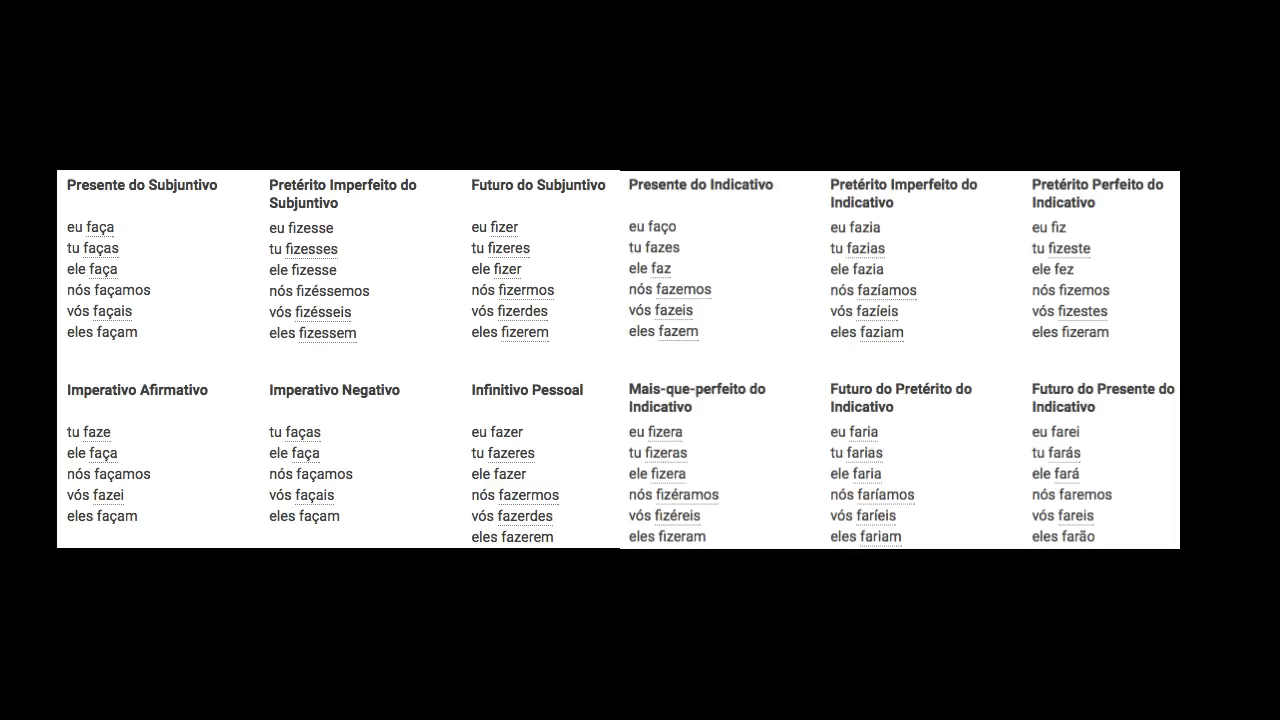 Presente do Subjuntivo
eu faça
tu faças
ele faça
nós façamos
vós façais
eles façam
Pretérito Imperfeito do
Subjuntivo
eu fizesse
tu fizesses
ele fizesse
nós fizéssemos
vós fizésseis
eles fizessem
Futuro do Subjuntivo
eu fizer
tu fizeres
ele fizer
nós fizermos
vós fizerdes
eles fizerem
Presente do Indicativo
eu faço
tu fazes
ele faz
nós fazemos
vós fazeis
eles fazem
Pretérito Imperfeito do
Indicativo
eu fazia
tu fazias
ele fazia
nós fazíamos
vós fazíeis
eles faziam
Pretérito Perfeito do
Indicativo
eu fiz
tu fizeste
ele fez
nós fizemos
vós fizestes
eles fizeram
Imperativo Afirmativo
tu faze
ele faça
nós façamos
vós fazei
eles façam
Imperativo Negativo
tu faças
ele faça
nós façamos
vós façais
eles façam
Infinitivo Pessoal
eu fazer
tu fazeres
ele fazer
nós fazermos
vós fazerdes
eles fazerem
Mais-que-perfeito do
Indicativo
eu fizera
tu fizeras
ele fizera
nós fizéramos
vós fizéreis
eles fizeram
Futuro do Pretérito do
Indicativo
eu faria
tu farias
ele faria
nós faríamos
vós faríeis
eles fariam
Futuro do Presente do
Indicativo
eu farei
tu farás
ele fará
nós faremos
vós fareis
eles farão